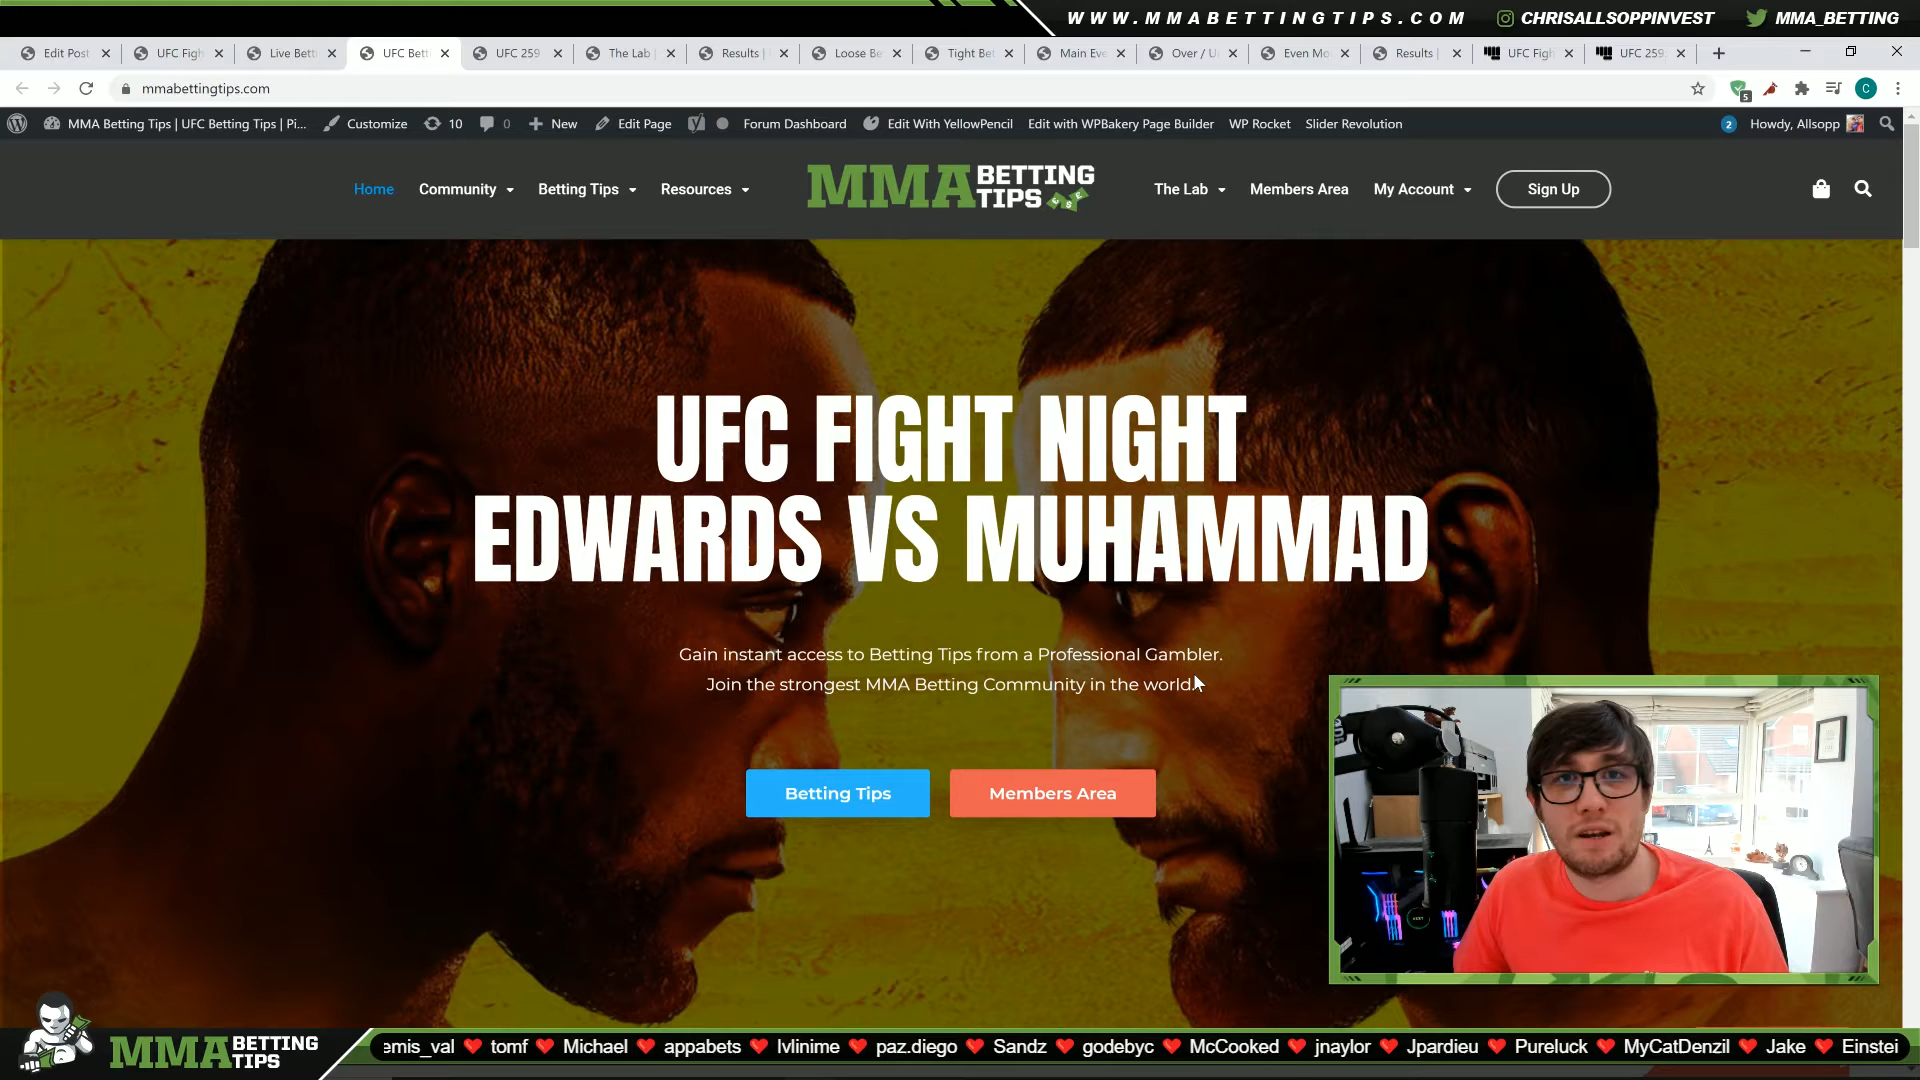 WWW.MMABETTINGTIPS.COM CHRISALLSOPPINVEST MMA_BETTING
Edit Post UFC Figh Live Betti UFC Betti UFC 259 The Lab Results | Loose Be Tight Bet Main Eve Over / U Even Mo Results | UFC Figh UFC 259
mmabettingtips.com
5
C
MMA Betting Tips | UFC Betting Tips | Pi... Customize 10 0 New Edit Page Forum Dashboard Edit With YellowPencil Edit with WPBakery Page Builder WP Rocket Slider Revolution 2 Howdy, Allsopp
Home Community Betting Tips Resources MMA BETTING TIPS The Lab Members Area My Account Sign Up
UFC FIGHT NIGHT
EDWARDS VS MUHAMMAD
Gain instant access to Betting Tips from a Professional Gambler.
Join the strongest MMA Betting Community in the world.
Betting Tips Members Area
MMA BETTING TIPS
emis_val tomf Michael appabets lvlinime paz.diego Sandz godebyc McCooked jnaylor Jpardieu Pureluck MyCatDenzil Jake Einstei